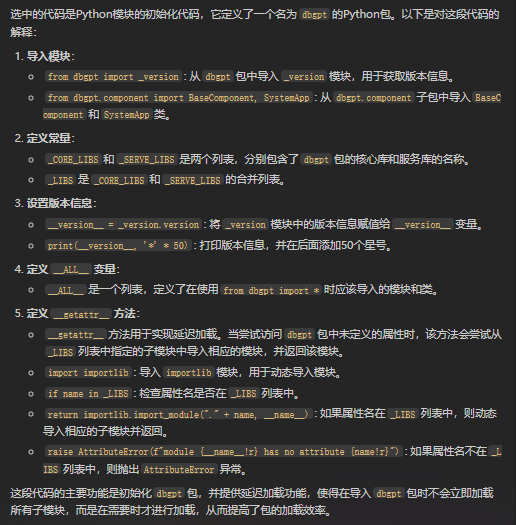 选中的代码是Python模块的初始化代码，它定义了一个名为 dbgpt 的Python包。以下是对这段代码的
解释：
1. 导入模块：
from dbgpt import _version : 从 dbgpt 包中导入 _version 模块，用于获取版本信息。
from dbgpt.component import BaseComponent, SystemApp : 从 dbgpt.component 子包中导入 BaseC
omponent 和 SystemApp 类。
2. 定义常量：
_CORE_LIBS 和 _SERVE_LIBS 是两个列表，分别包含了 dbgpt 包的核心库和服务库的名称。
_LIBS 是 _CORE_LIBS 和 _SERVE_LIBS 的合并列表。
3. 设置版本信息：
__version__ = _version.version : 将 _version 模块中的版本信息赋值给 __version__ 变量。
print(__version__, '*' * 50) : 打印版本信息，并在后面添加50个星号。
4. 定义 __ALL__ 变量：
__ALL__ 是一个列表，定义了在使用 from dbgpt import * 时应该导入的模块和类。
5. 定义 __getattr__ 方法：
__getattr__ 方法用于实现延迟加载。当尝试访问 dbgpt 包中未定义的属性时，该方法会尝试从
_LIBS 列表中指定的子模块中导入相应的模块，并返回该模块。
import importlib : 导入 importlib 模块，用于动态导入模块。
if name in _LIBS : 检查属性名是否在 _LIBS 列表中。
return importlib.import_module("." + name, __name__) : 如果属性名在 _LIBS 列表中，则动态
导入相应的子模块并返回。
raise AttributeError(f"module {__name__!r} has no attribute {name!r}") : 如果属性名不在 _L
IBS 列表中，则抛出 AttributeError 异常。
这段代码的主要功能是初始化 dbgpt 包，并提供延迟加载功能，使得在导入 dbgpt 包时不会立即加载
所有子模块，而是在需要时才进行加载，从而提高了包的加载效率。